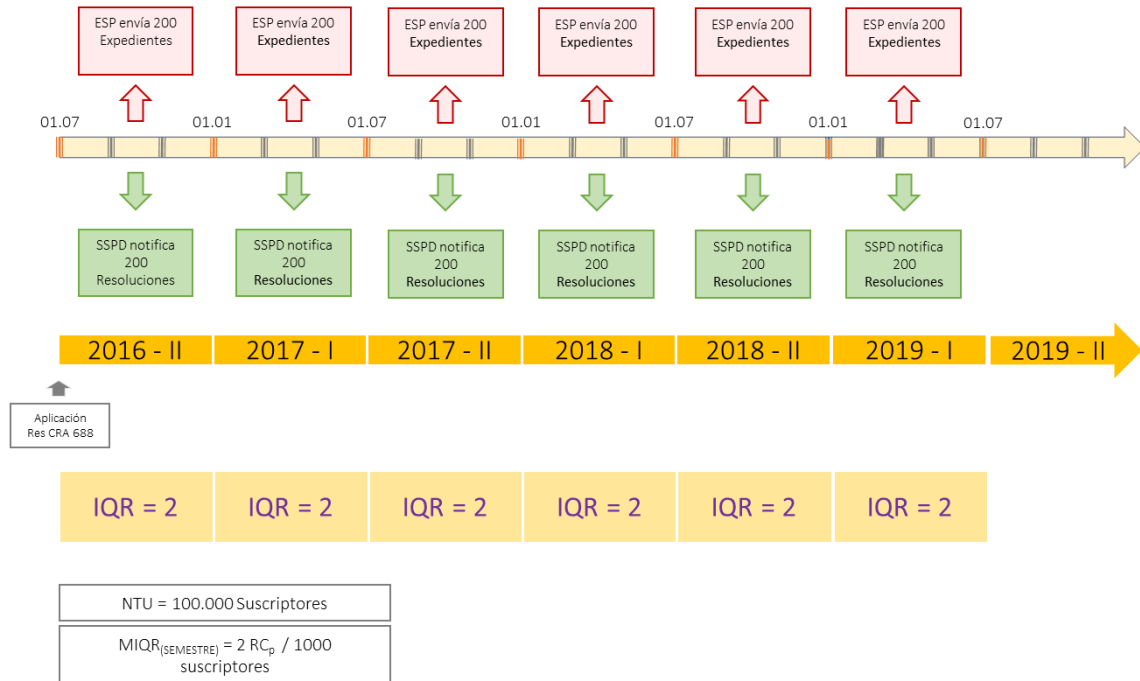 ESP envía 200
Expedientes
ESP envía 200
Expedientes
ESP envía 200
Expedientes
ESP envía 200
Expedientes
ESP envía 200
Expedientes
ESP envía 200
Expedientes
01.07
01.01
01.07
01.01
01.07
01.01
01.07
SSPD notifica
200
Resoluciones
SSPD notifica
200
Resoluciones
SSPD notifica
200
Resoluciones
SSPD notifica
200
Resoluciones
SSPD notifica
200
Resoluciones
SSPD notifica
200
Resoluciones
2016 - II
2017 - I
2017 - II
2018 - I
2018 - II
2019 - I
2019 - II
Aplicación
Res CRA 688
IQR = 2
IQR = 2
IQR = 2
IQR = 2
IQR = 2
IQR = 2
NTU = 100.000 Suscriptores
MIQR(SEMESTRE) = 2 RCp / 1000
suscriptores